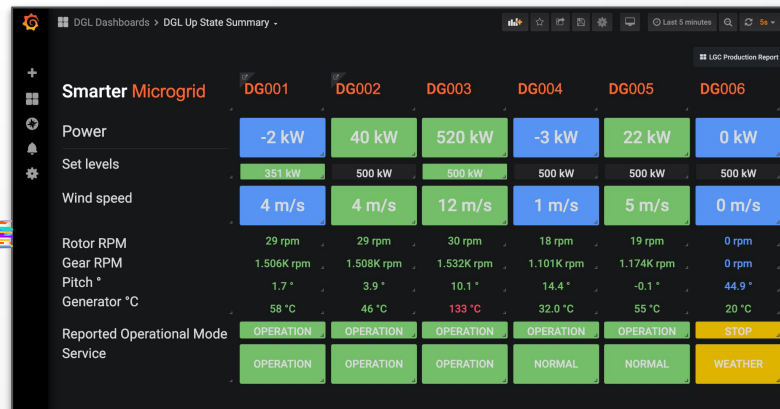 DGL Dashboards > DGL Up State Summary
Last 5 minutes
5s
LGC Production Report
Smarter Microgrid DG001 DG002 DG003 DG004 DG005 DG006
Power -2 kW 40 kW 520 kW -3 kW 22 kW 0 kW
Set levels 351 kW 500 kW 500 kW 500 kW 500 kW 500 kW
Wind speed 4 m/s 4 m/s 12 m/s 1 m/s 5 m/s 0 m/s
Rotor RPM 29 rpm 29 rpm 30 rpm 18 rpm 19 rpm 0 rpm
Gear RPM 1.506K rpm 1.508K rpm 1.532K rpm 1.101K rpm 1.174K rpm 0 rpm
Pitch ° 1.7 ° 3.9 ° 10.1 ° 14.4 ° -0.1 ° 44.9 °
Generator °C 58 °C 46 °C 133 °C 32.0 °C 55 °C 20 °C
Reported Operational Mode OPERATION OPERATION OPERATION OPERATION OPERATION STOP
Service OPERATION OPERATION OPERATION NORMAL NORMAL WEATHER